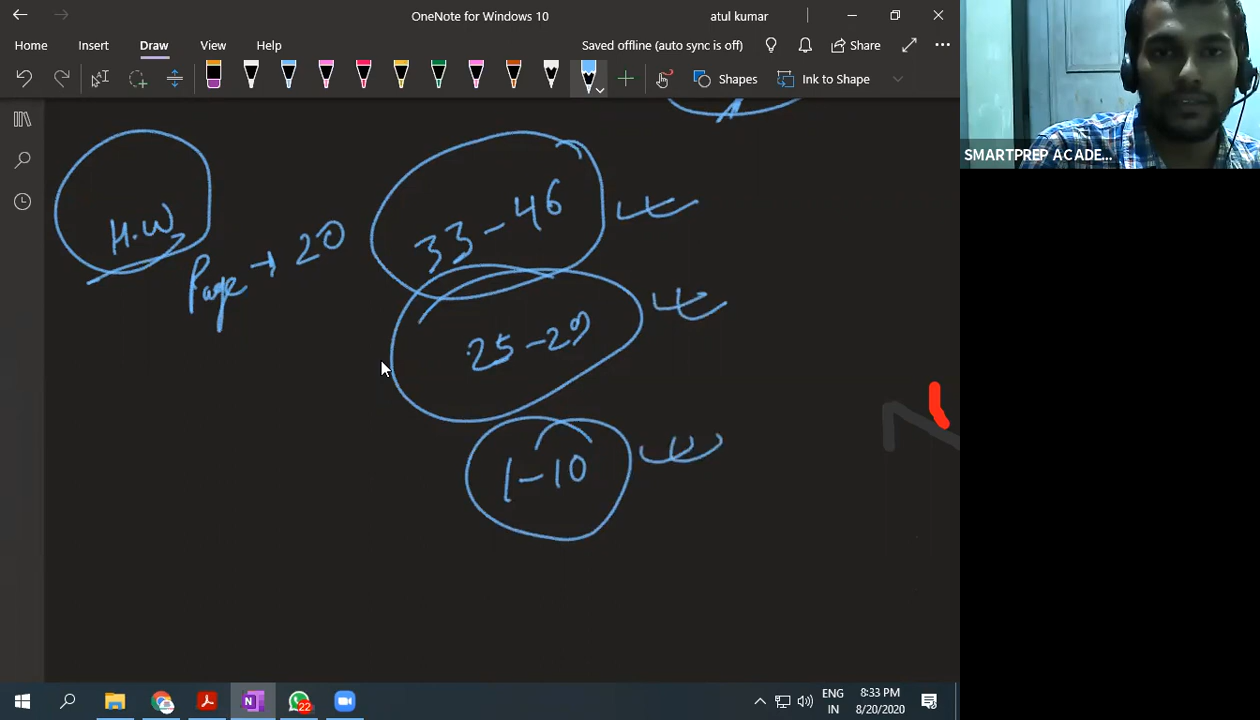 OneNote for Windows 10
atul kumar
Home Insert Draw View Help
Saved offline (auto sync is off)
Share
Shapes
Ink to Shape
SMARTPREP ACADE...
H.W
Page → 20
33-46
25-29
1-10
22
N
ENG
IN
8:33 PM
8/20/2020